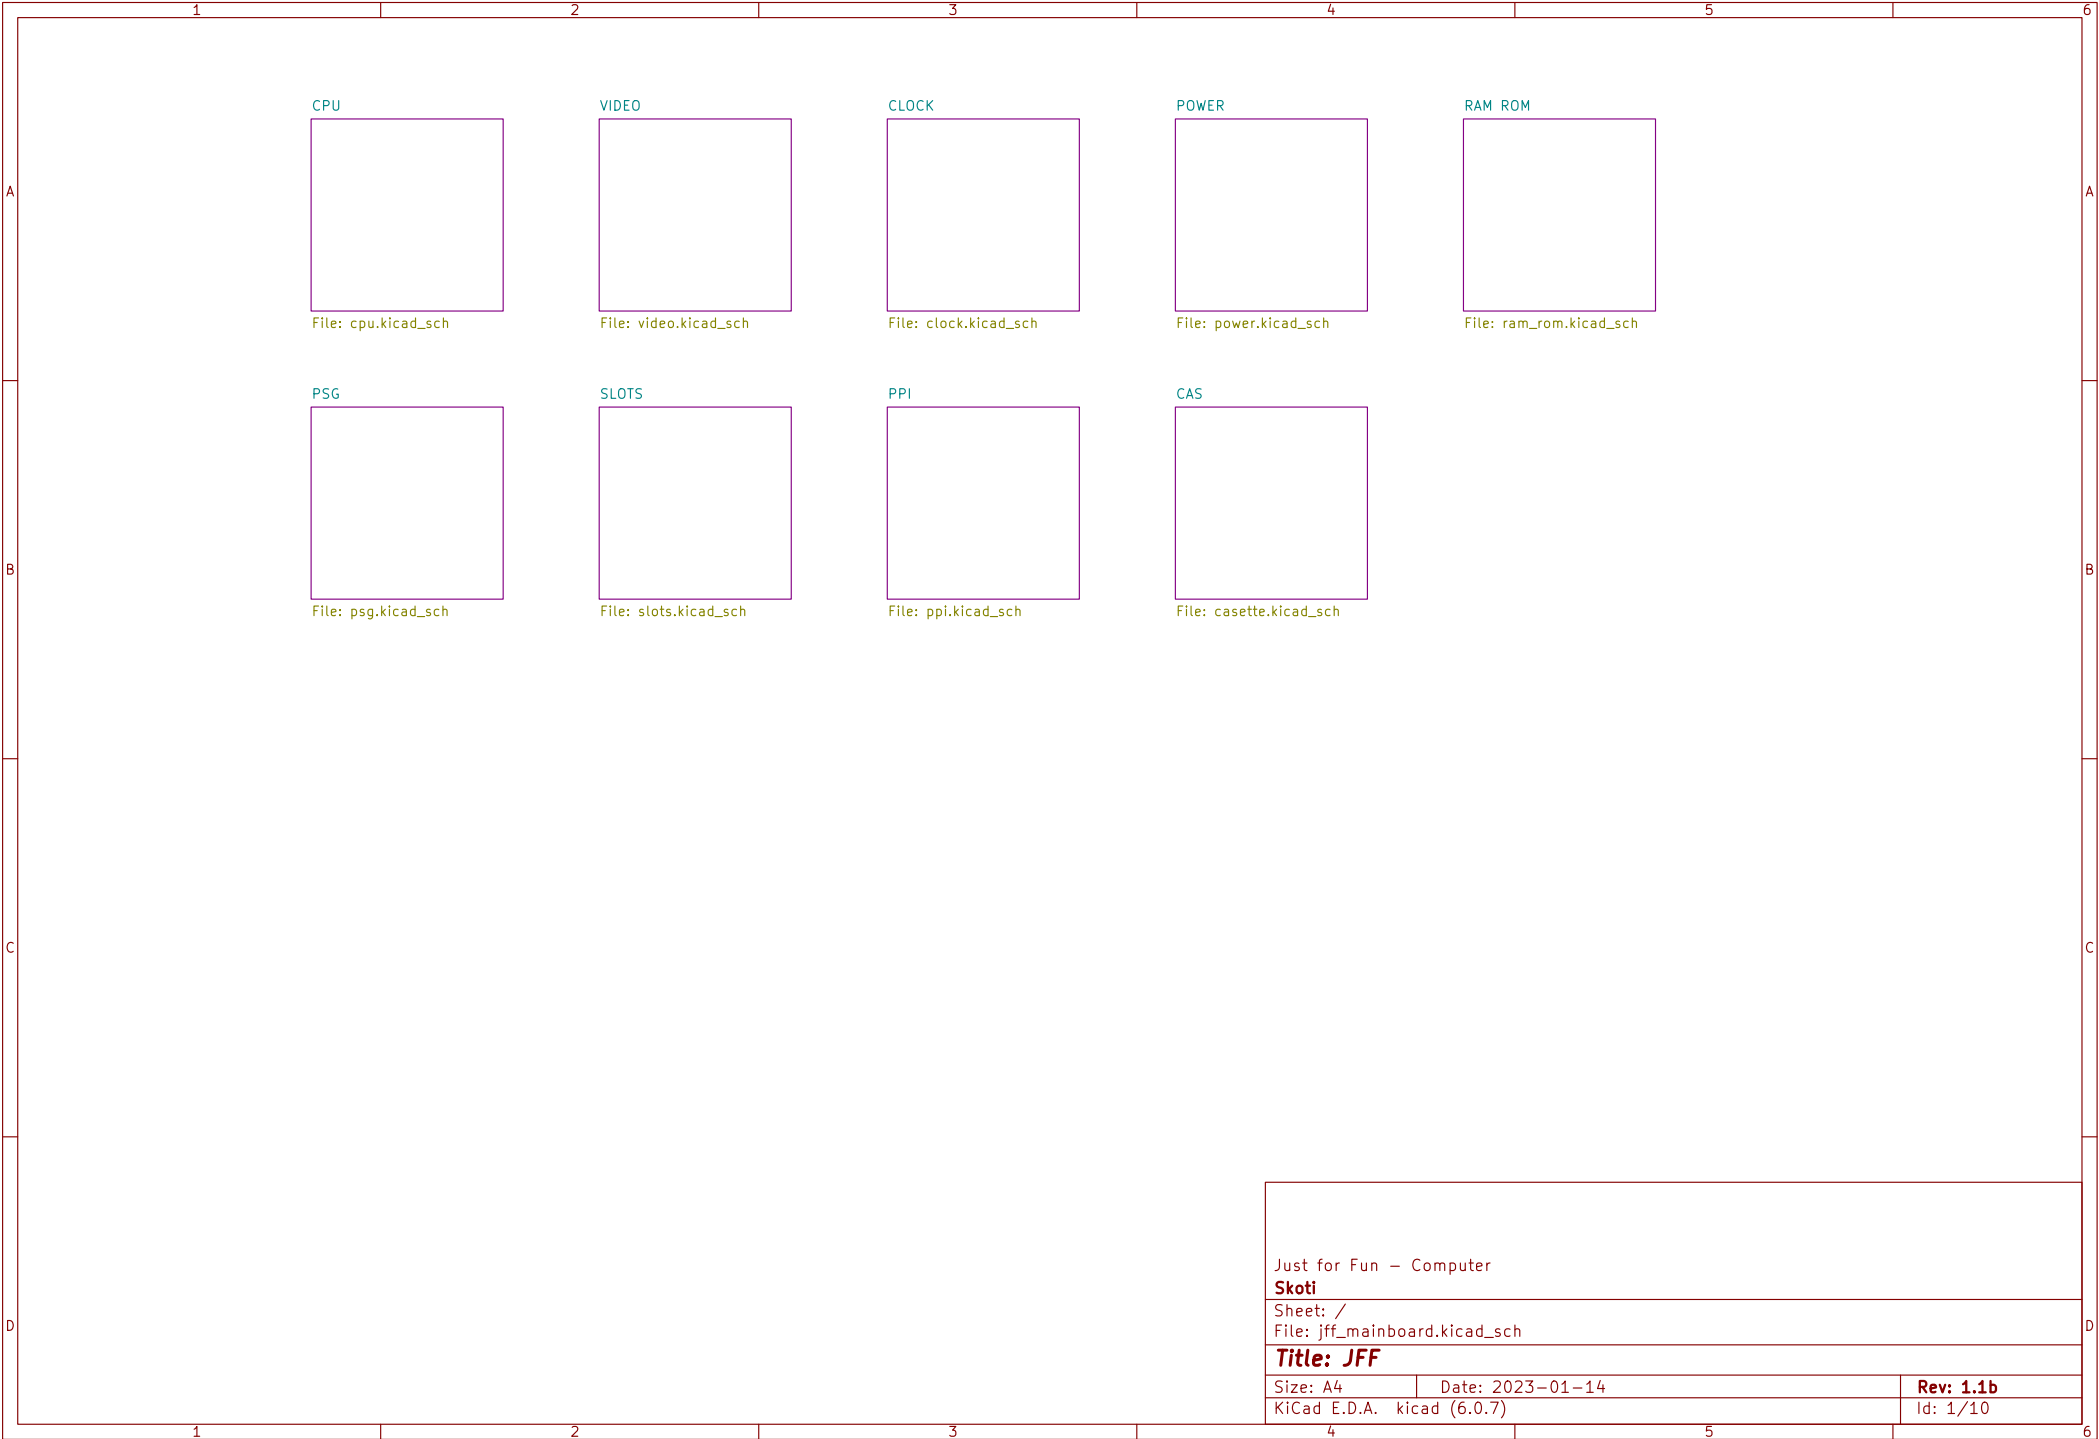 1 2 3 4 5 6
CPU VIDEO CLOCK POWER RAM ROM
A A
File: cpu.kicad_sch File: video.kicad_sch File: clock.kicad_sch File: power.kicad_sch File: ram_rom.kicad_sch
PSG SLOTS PPI CAS
B B
File: psg.kicad_sch File: slots.kicad_sch File: ppi.kicad_sch File: casette.kicad_sch
C C
Just for Fun – Computer
Skoti
Sheet: /
D D
File: jff_mainboard.kicad_sch
Title: JFF
Size: A4 Date: 2023-01-14 Rev: 1.1b
KiCad E.D.A. kicad (6.0.7) Id: 1/10
1 2 3 4 5 6